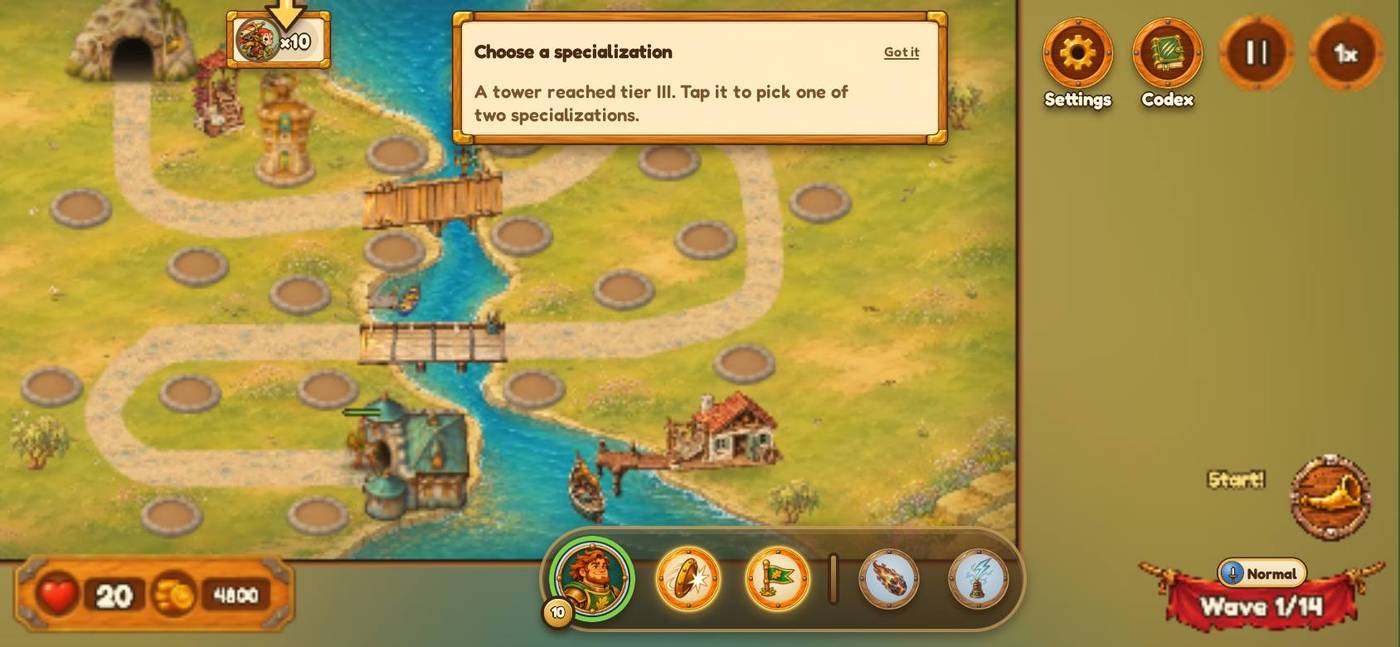 x10
Choose a specialization
Got it
A tower reached tier III. Tap it to pick one of
two specializations.
Settings
Codex
1x
Start!
20
4800
10
Normal
Wave 1/14